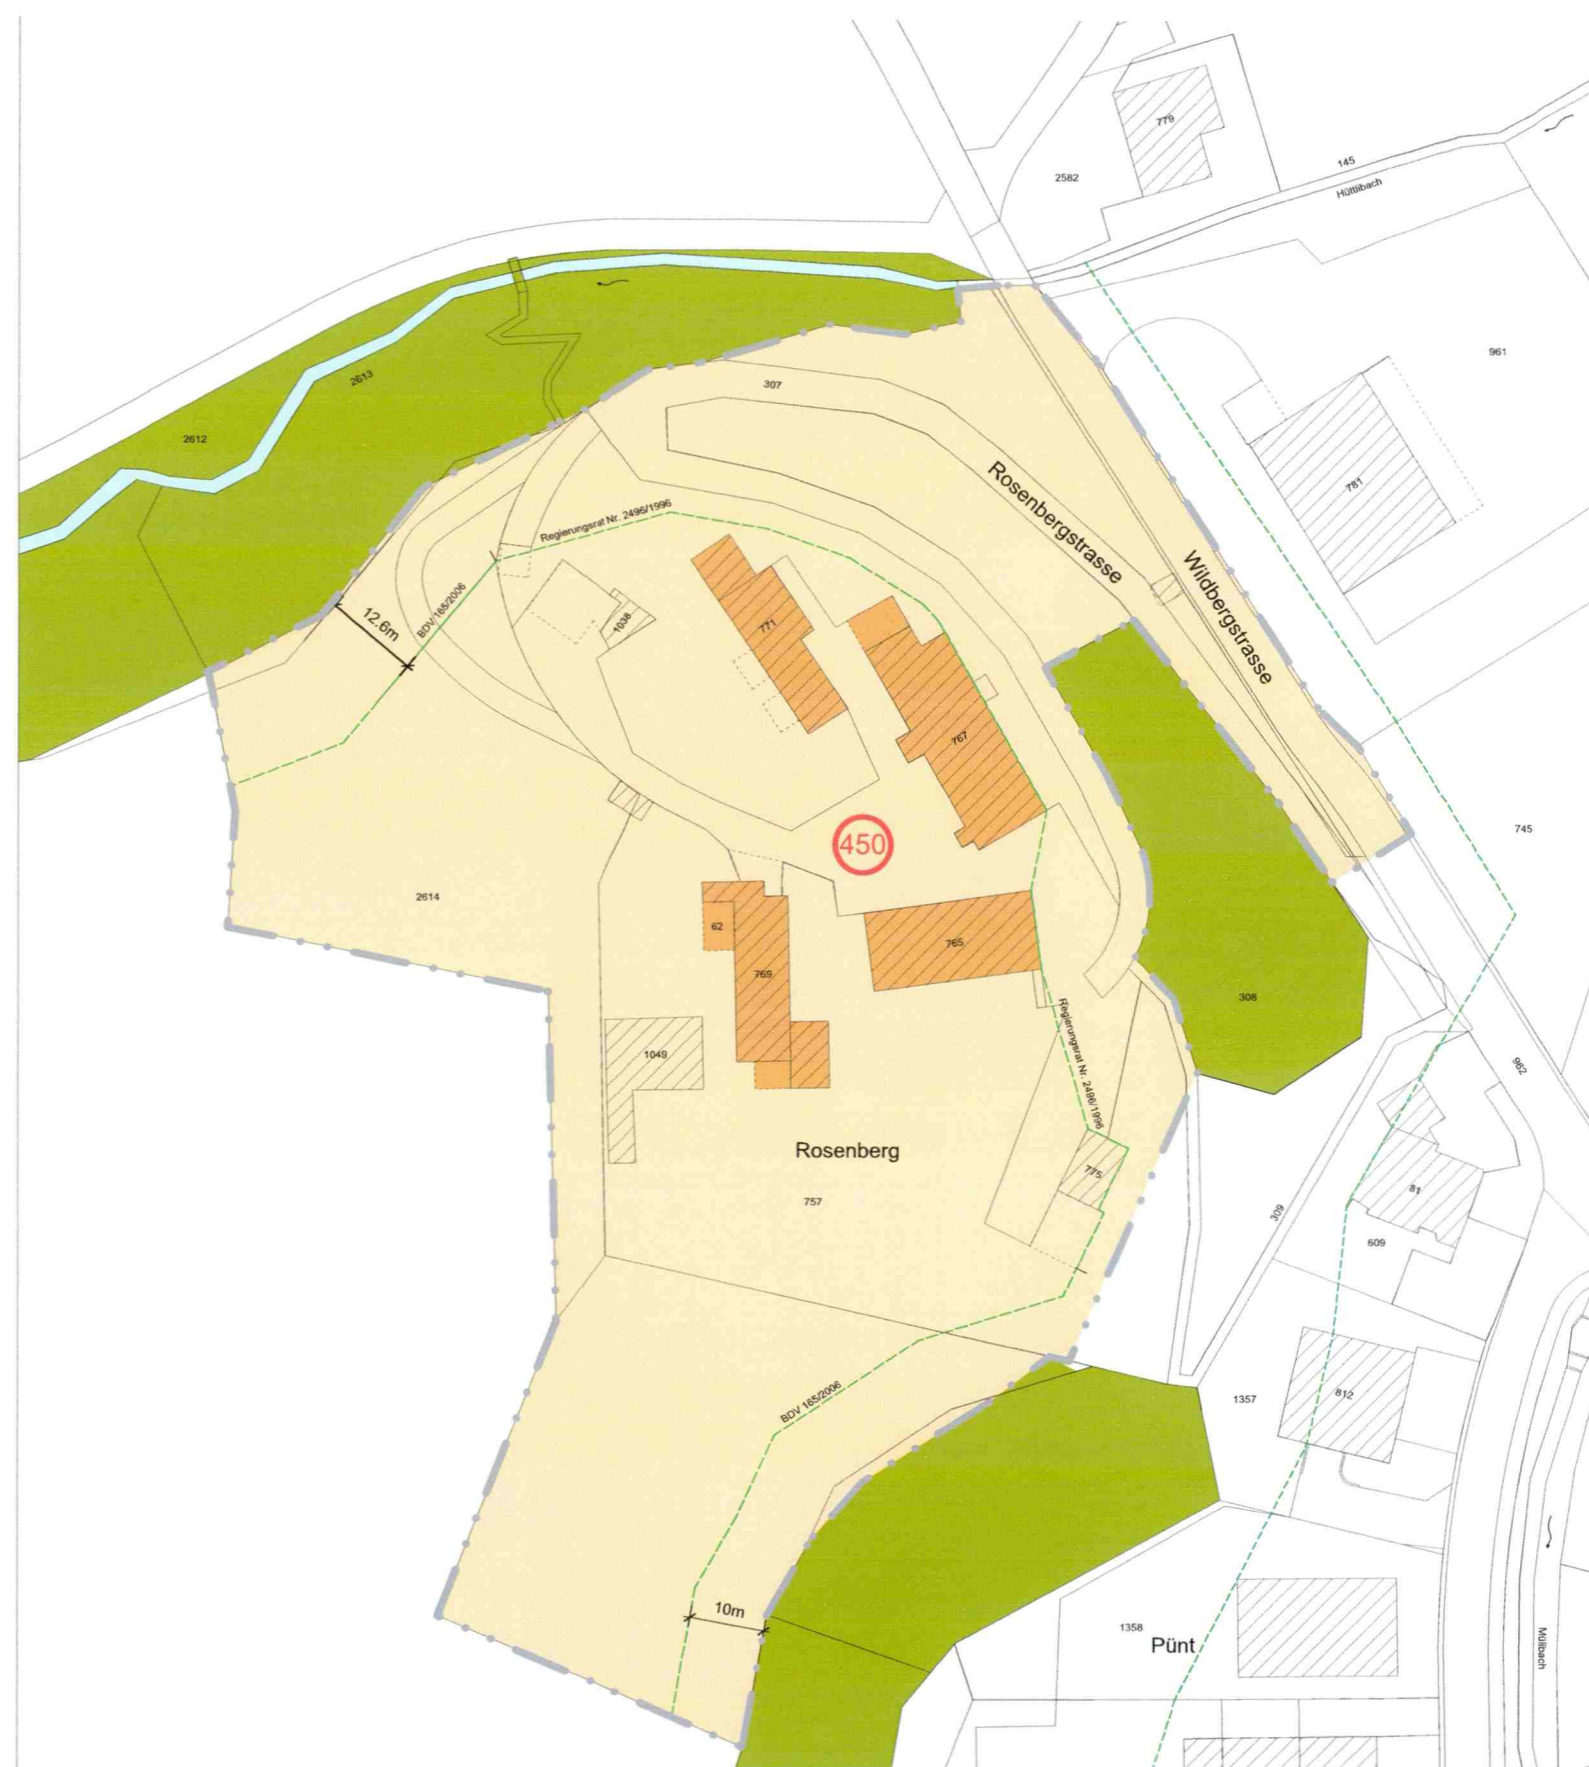 779
145
2582
Hüttlibach
961
307
2613
2612
Rosenbergstrasse
781
Regierungsrat Nr. 2496/1996
Wildbergstrasse
BDV 165/2006
12.6m
1038
771
767
450
745
2614
62
765
769
308
1049
Regierungsrat Nr. 2496/1996
962
Rosenberg
775
81
757
309
609
BDV 165/2006
1357
812
10m
1358
Pünt
Müllbach